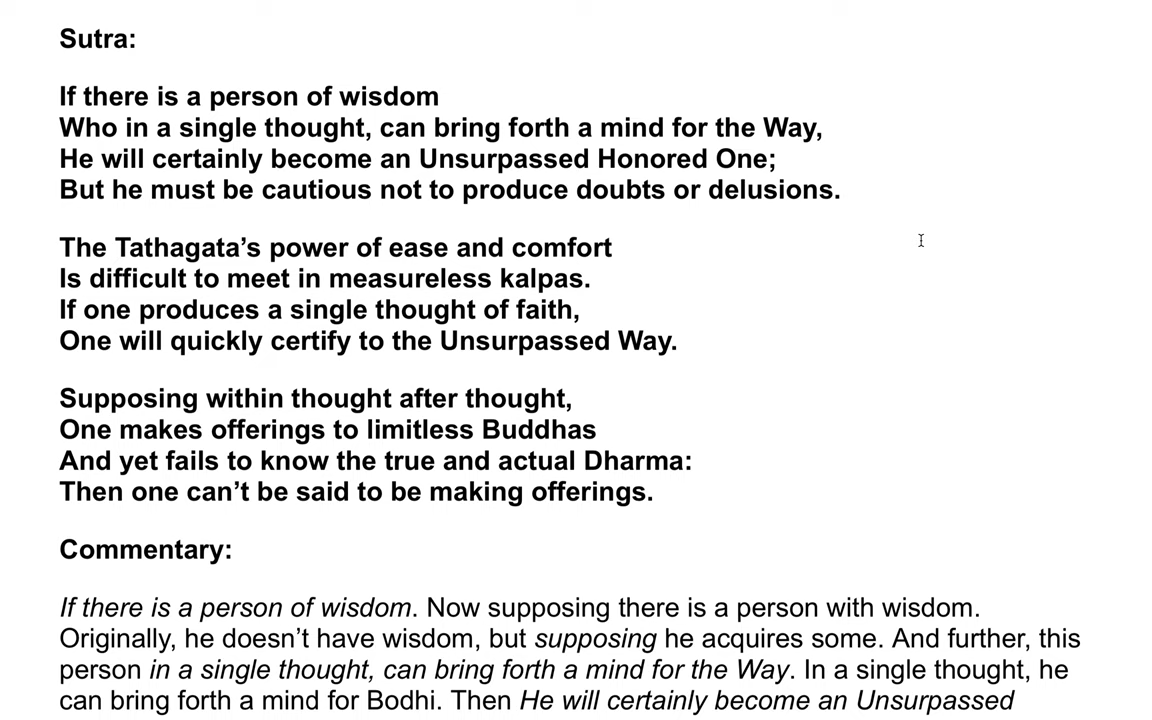 Sutra:
If there is a person of wisdom
Who in a single thought, can bring forth a mind for the Way,
He will certainly become an Unsurpassed Honored One;
But he must be cautious not to produce doubts or delusions.
The Tathagata’s power of ease and comfort
Is difficult to meet in measureless kalpas.
If one produces a single thought of faith,
One will quickly certify to the Unsurpassed Way.
Supposing within thought after thought,
One makes offerings to limitless Buddhas
And yet fails to know the true and actual Dharma:
Then one can’t be said to be making offerings.
Commentary:
If there is a person of wisdom. Now supposing there is a person with wisdom.
Originally, he doesn’t have wisdom, but supposing he acquires some. And further, this
person in a single thought, can bring forth a mind for the Way. In a single thought, he
can bring forth a mind for Bodhi. Then He will certainly become an Unsurpassed